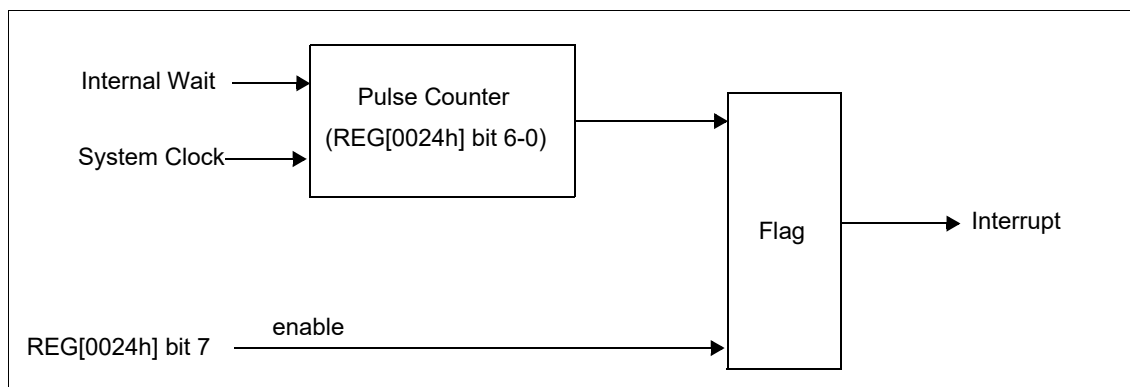 Internal Wait
Pulse Counter
(REG[0024h] bit 6-0)
System Clock
Flag
Interrupt
enable
REG[0024h] bit 7